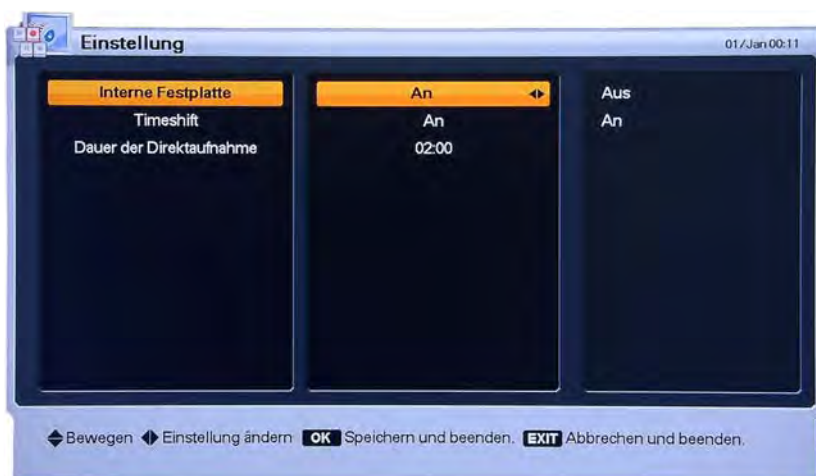 Einstellung
01/Jan 00:11
Interne Festplatte An Aus
Timeshift An An
Dauer der Direktaufnahme 02:00
Bewegen Einstellung ändern OK Speichern und beenden. EXIT Abbrechen und beenden.